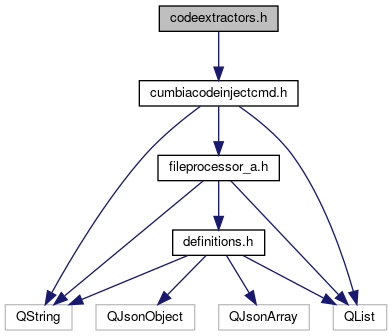 codeextractors.h
cumbiacodeinjectcmd.h
fileprocessor_a.h
definitions.h
QString
QJsonObject
QJsonArray
QList